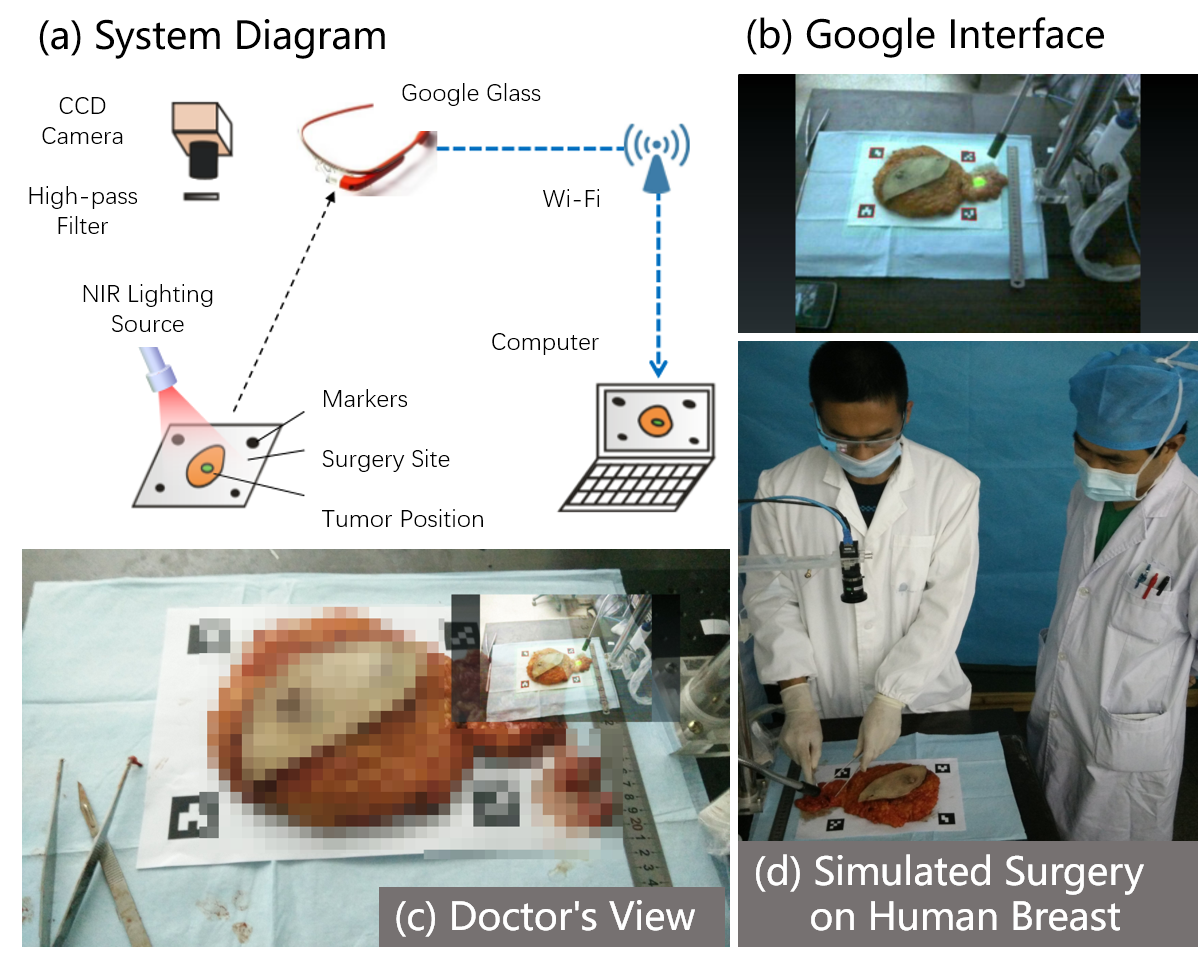 (a) System Diagram
(b) Google Interface
CCD
Camera
Google Glass
High-pass
Filter
Wi-Fi
NIR Lighting
Source
Computer
Markers
Surgery Site
Tumor Position
(c) Doctor's View
(d) Simulated Surgery
on Human Breast